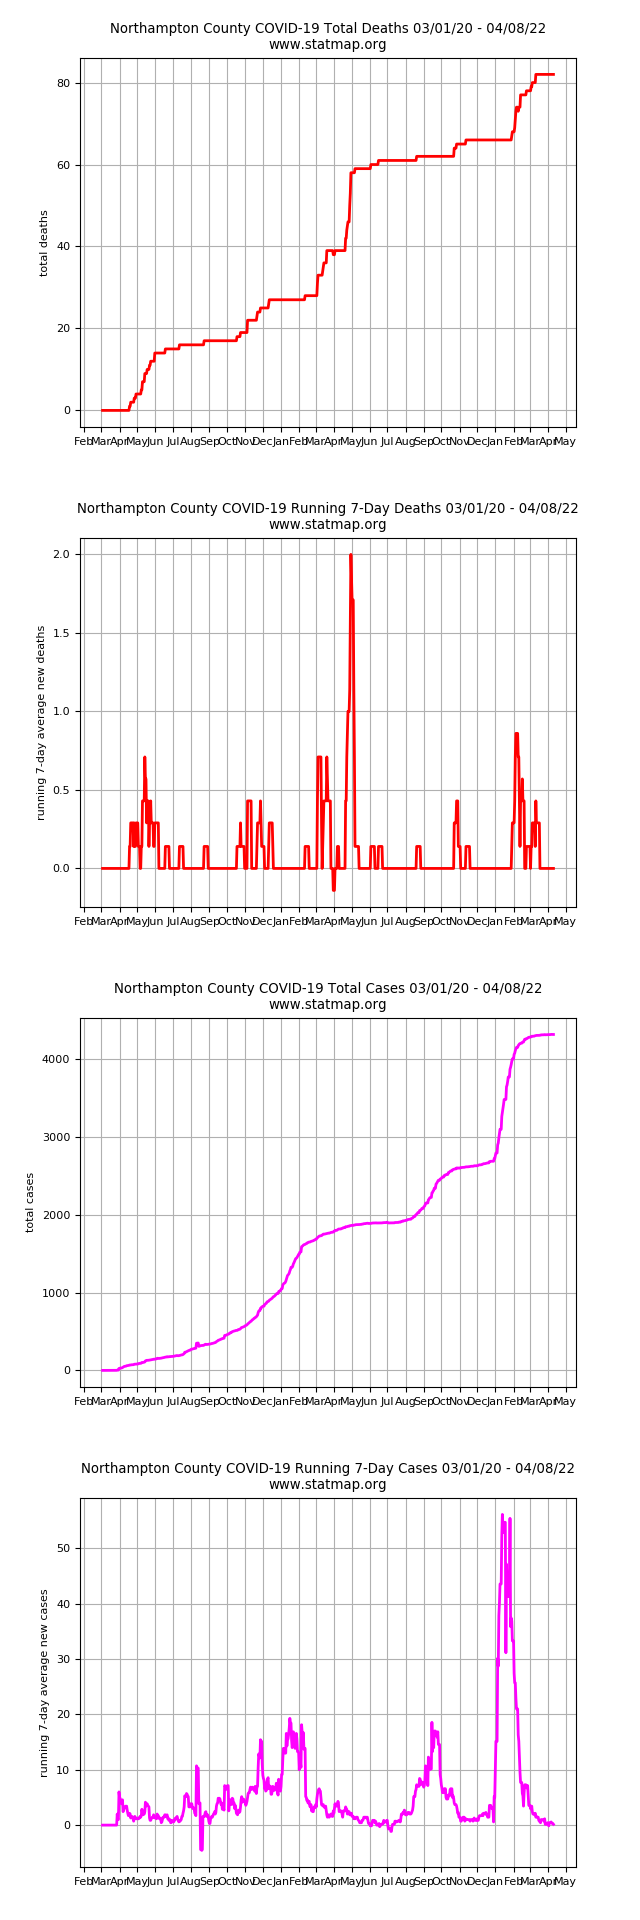 Northampton County COVID-19 Total Deaths 03/01/20 - 04/08/22
www.statmap.org
80
60
40
20
0
total deaths
Feb Mar Apr May Jun Jul Aug Sep Oct Nov Dec Jan Feb Mar Apr May Jun Jul Aug Sep Oct Nov Dec Jan Feb Mar Apr May
Northampton County COVID-19 Running 7-Day Deaths 03/01/20 - 04/08/22
www.statmap.org
2.0
1.5
1.0
0.5
0.0
running 7-day average new deaths
Feb Mar Apr May Jun Jul Aug Sep Oct Nov Dec Jan Feb Mar Apr May Jun Jul Aug Sep Oct Nov Dec Jan Feb Mar Apr May
Northampton County COVID-19 Total Cases 03/01/20 - 04/08/22
www.statmap.org
4000
3000
2000
1000
0
total cases
Feb Mar Apr May Jun Jul Aug Sep Oct Nov Dec Jan Feb Mar Apr May Jun Jul Aug Sep Oct Nov Dec Jan Feb Mar Apr May
Northampton County COVID-19 Running 7-Day Cases 03/01/20 - 04/08/22
www.statmap.org
50
40
30
20
10
0
running 7-day average new cases
Feb Mar Apr May Jun Jul Aug Sep Oct Nov Dec Jan Feb Mar Apr May Jun Jul Aug Sep Oct Nov Dec Jan Feb Mar Apr May